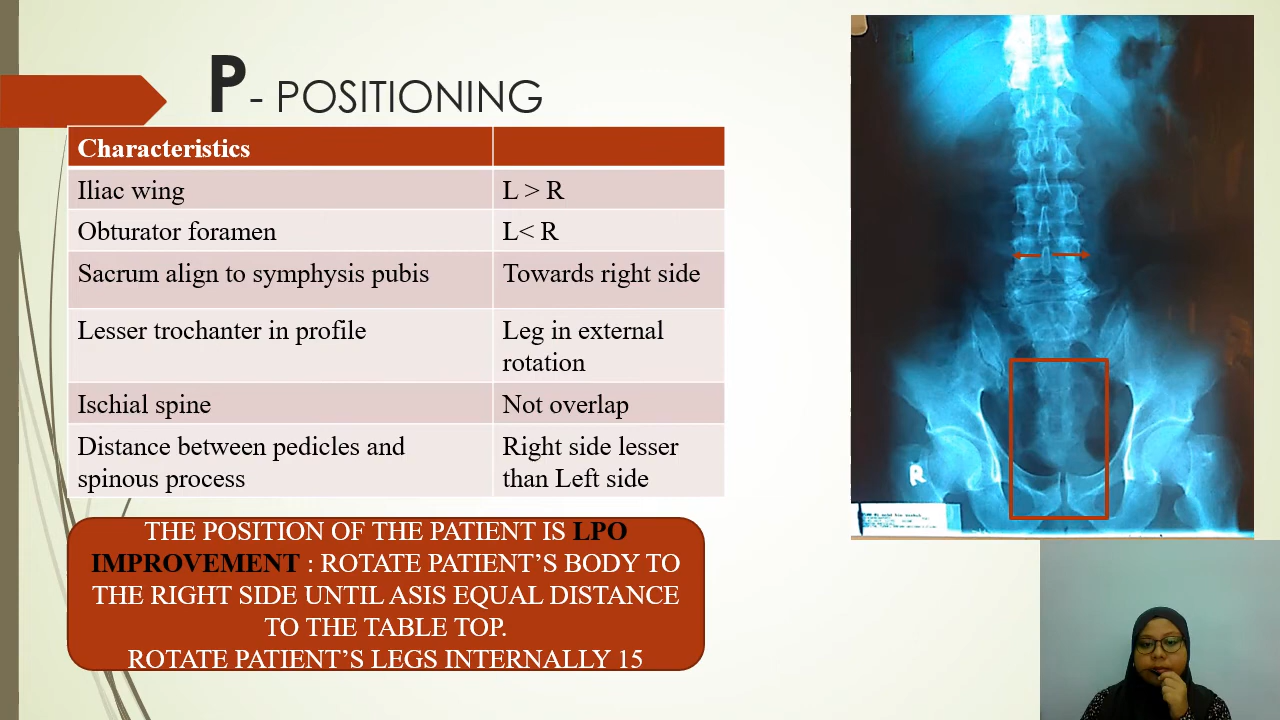 P- POSITIONING
Characteristics
Iliac wing L > R
Obturator foramen L< R
Sacrum align to symphysis pubis Towards right side
Lesser trochanter in profile Leg in external
rotation
Ischial spine Not overlap
Distance between pedicles and
spinous process
Right side lesser
than Left side
THE POSITION OF THE PATIENT IS LPO
IMPROVEMENT : ROTATE PATIENT’S BODY TO
THE RIGHT SIDE UNTIL ASIS EQUAL DISTANCE
TO THE TABLE TOP.
ROTATE PATIENT’S LEGS INTERNALLY 15
R